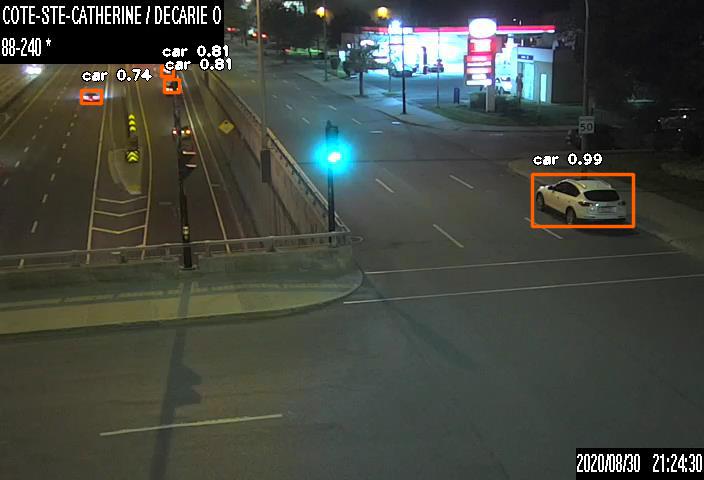 COTE-STE-CATHERINE / DECARIE O
88-240 *
car 0.81
car 0.81
car 0.74
50
car 0.99
2020/08/30 21:24:30